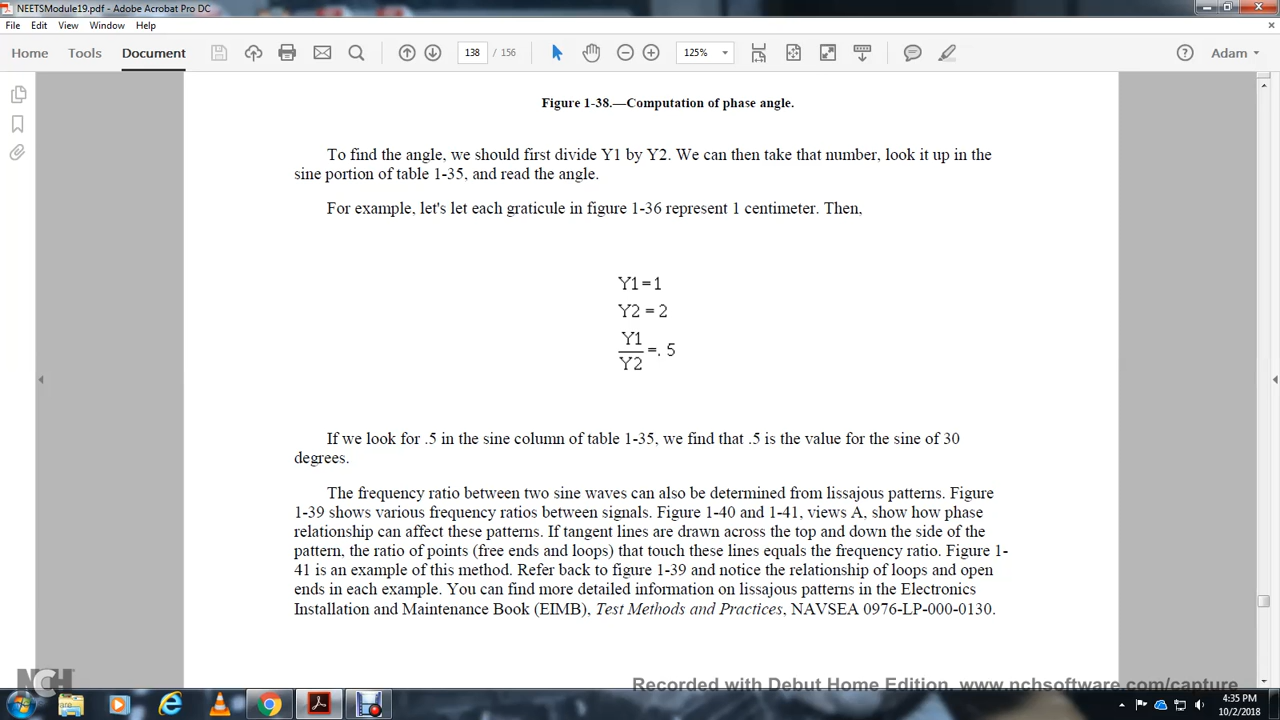 NEETSModule19.pdf - Adobe Acrobat Pro DC
File Edit View Window Help
Home Tools Document 138 / 156 125% Adam
Figure 1-38.—Computation of phase angle.
To find the angle, we should first divide Y1 by Y2. We can then take that number, look it up in the
sine portion of table 1-35, and read the angle.
For example, let's let each graticule in figure 1-36 represent 1 centimeter. Then,
Y1 = 1
Y2 = 2
Y1
=. 5
Y2
If we look for .5 in the sine column of table 1-35, we find that .5 is the value for the sine of 30
degrees.
The frequency ratio between two sine waves can also be determined from lissajous patterns. Figure
1-39 shows various frequency ratios between signals. Figure 1-40 and 1-41, views A, show how phase
relationship can affect these patterns. If tangent lines are drawn across the top and down the side of the
pattern, the ratio of points (free ends and loops) that touch these lines equals the frequency ratio. Figure 1-
41 is an example of this method. Refer back to figure 1-39 and notice the relationship of loops and open
ends in each example. You can find more detailed information on lissajous patterns in the Electronics
Installation and Maintenance Book (EIMB), Test Methods and Practices, NAVSEA 0976-LP-000-0130.
NCH
Recorded with Debut Home Edition. www.nchsoftware.com/capture
4:35 PM
10/2/2018